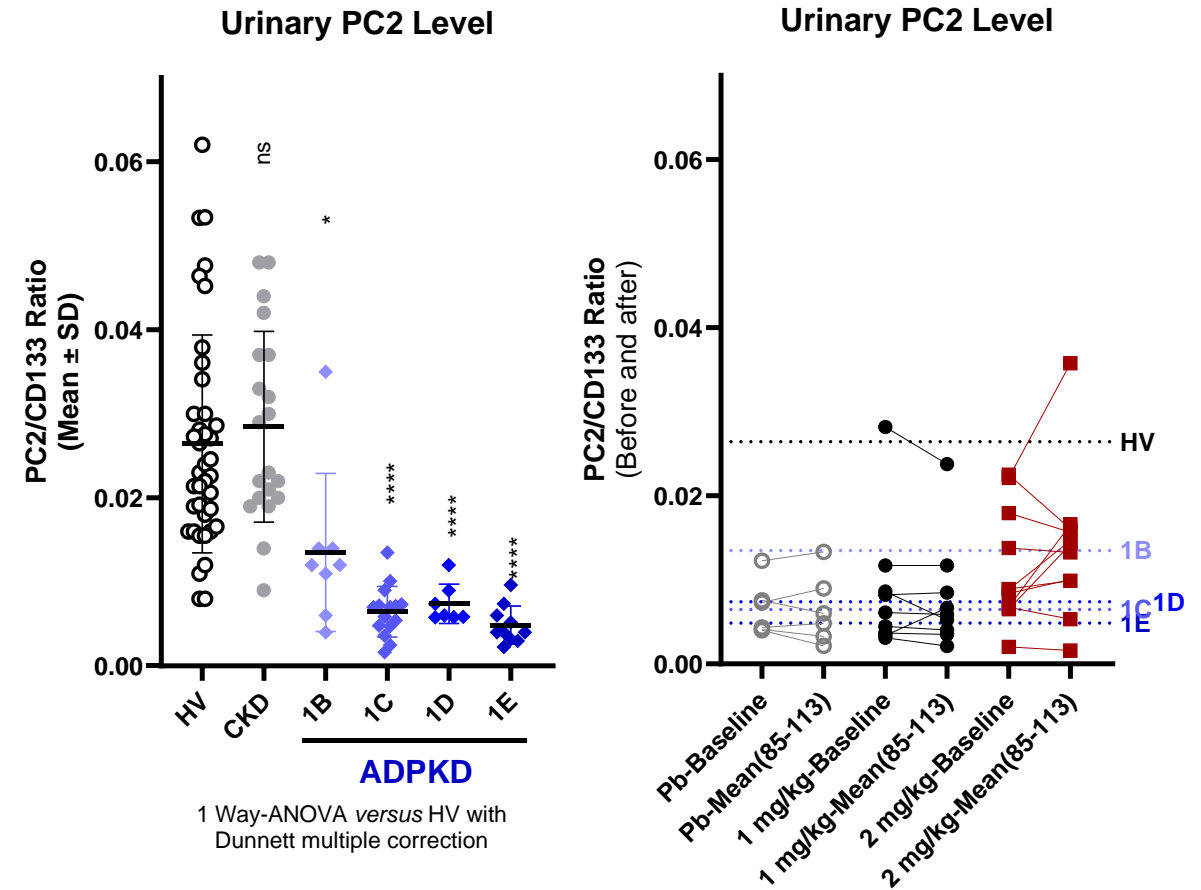 Urinary PC2 Level
PC2/CD133 Ratio
(Mean ± SD)
0.06
0.04
0.02
0.00
ns
*
****
****
****
HV
CKD
1B
1C
1D
1E
ADPKD
1 Way-ANOVA versus HV with
Dunnett multiple correction
Urinary PC2 Level
PC2/CD133 Ratio
(Before and after)
0.06
0.04
0.02
0.00
HV
1B
1D
1C
1E
Pb-Baseline
Pb-Mean(85-113)
1 mg/kg-Baseline
1 mg/kg-Mean(85-113)
2 mg/kg-Baseline
2 mg/kg-Mean(85-113)